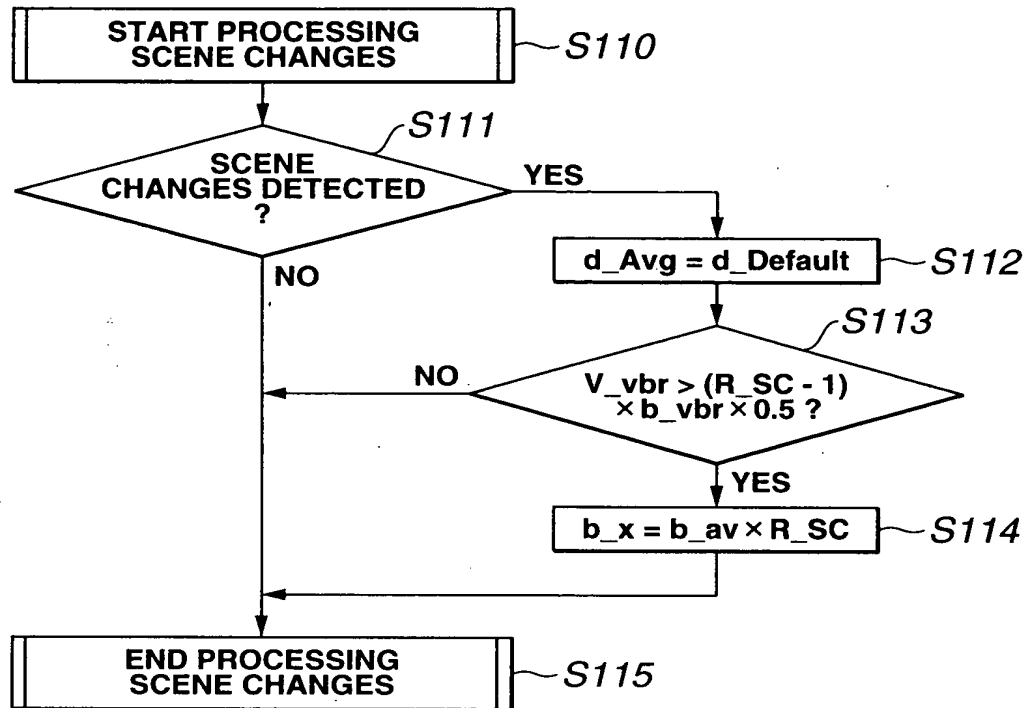 START PROCESSING
SCENE CHANGES
S110
S111
SCENE
CHANGES DETECTED
?
YES
NO
d_Avg = d_Default
S112
S113
NO
V_vbr > (R_SC - 1)
× b_vbr × 0.5 ?
YES
b_x = b_av × R_SC
S114
END PROCESSING
SCENE CHANGES
S115